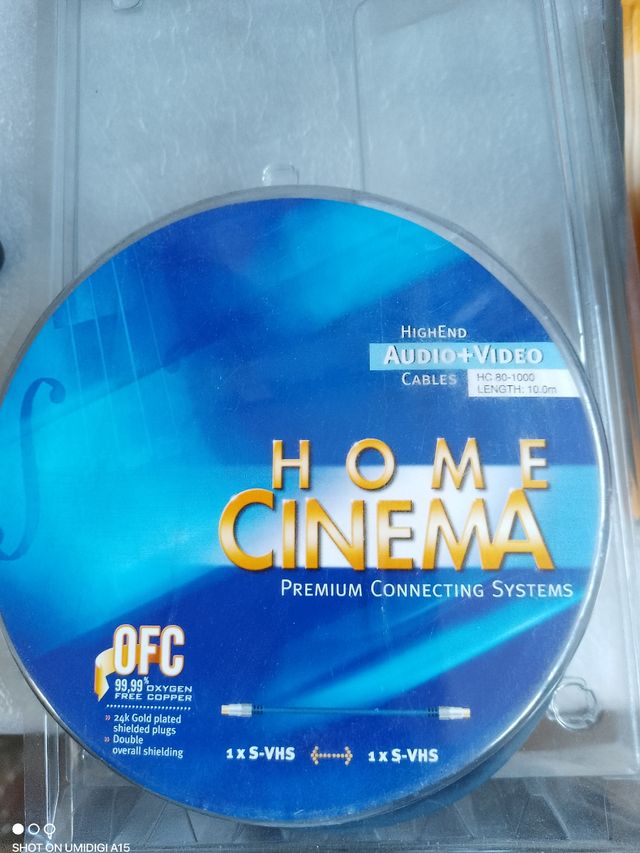 HIGHEND
AUDIO+VIDEO
CABLES
HC 80-1000
LENGTH: 10.0m
HOME
CINEMA
PREMIUM CONNECTING SYSTEMS
OFC
99,99% OXYGEN
FREE COPPER
» 24k Gold plated
shielded plugs
» Double
overall shielding
1 x S-VHS 1 x S-VHS
SHOT ON UMIDIGI A15